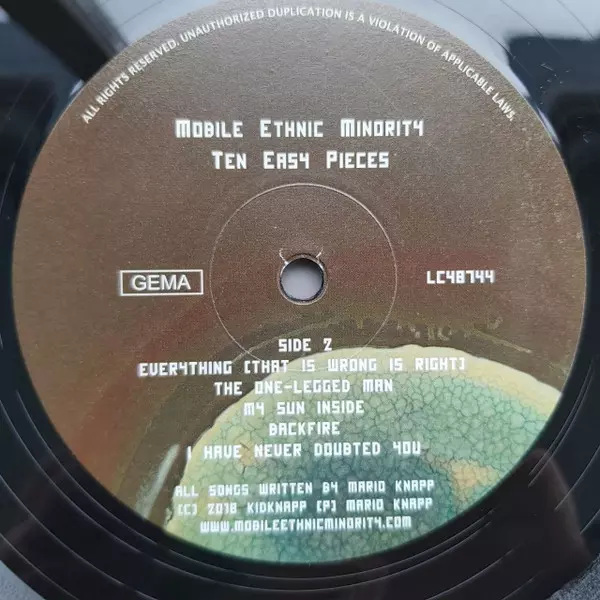 ALL RIGHTS RESERVED. UNAUTHORIZED DUPLICATION IS A VIOLATION OF APPLICABLE LAWS.
Mobile Ethnic Minority
Ten Easy Pieces
GEMA
LC48744
SIDE 2
EVERYTHING [THAT IS WRONG IS RIGHT]
THE ONE-LEGGED MAN
MY SUN INSIDE
BACKFIRE
I HAVE NEVER DOUBTED YOU
ALL SONGS WRITTEN BY MARIO KNAPP
[C] 2018 KIDKNAPP [P] MARIO KNAPP
WWW.MOBILEETHNICMINORITY.COM